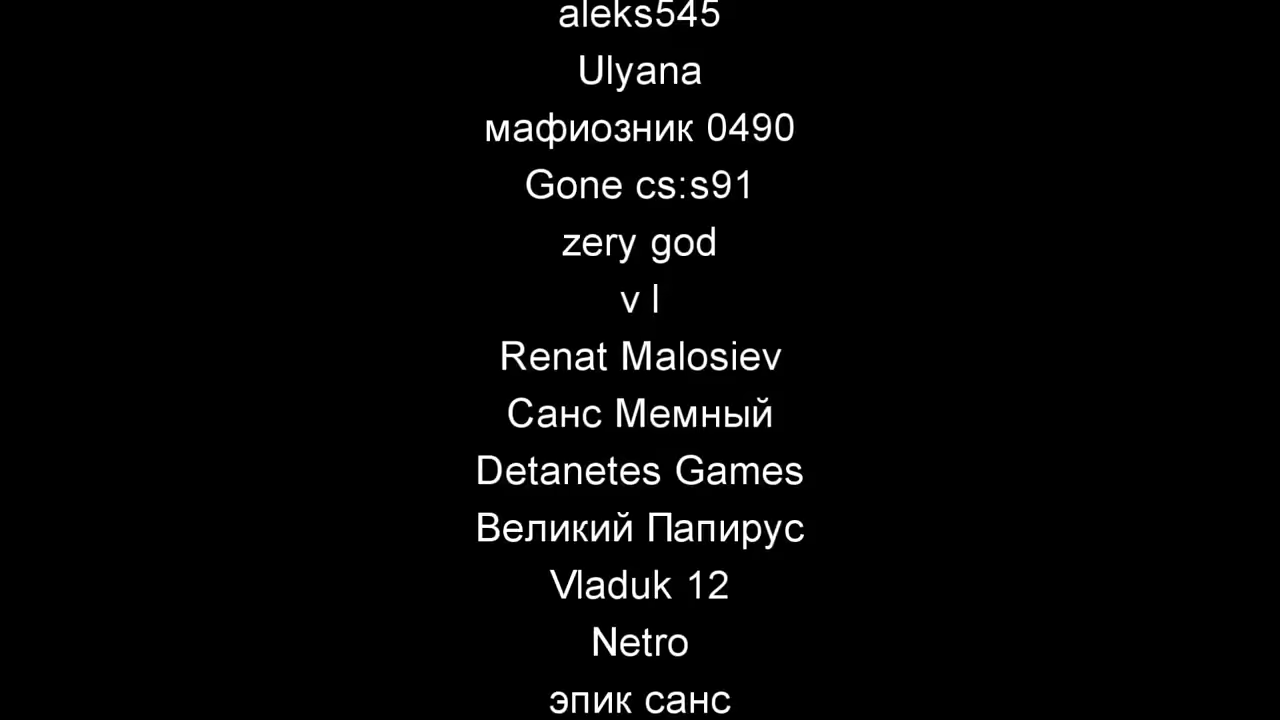 aleks545
Ulyana
мафиозник 0490
Gone cs:s91
zery god
v l
Renat Malosiev
Санс Мемный
Detanetes Games
Великий Папирус
Vladuk 12
Netro
эпик санс